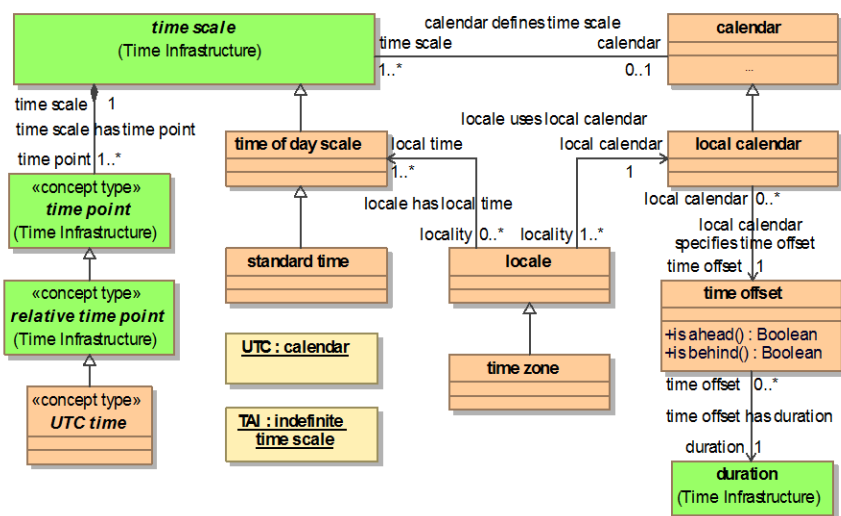 time scale
(Time Infrastructure)
calendar defines time scale
time scale
calendar
1..*
0..1
calendar
...
time scale
1
time scale has time point
time point
1..*
time of day scale
local time
1..*
locale uses local calendar
local calendar
1
local calendar
locale has local time
locality
0..*
locality
1..*
local calendar
0..*
local calendar
specifies time offset
time offset
1
«concept type»
time point
(Time Infrastructure)
standard time
locale
time offset
+is ahead() : Boolean
+is behind() : Boolean
«concept type»
relative time point
(Time Infrastructure)
UTC : calendar
time zone
time offset
0..*
time offset has duration
duration
1
«concept type»
UTC time
TAI : indefinite
time scale
duration
(Time Infrastructure)